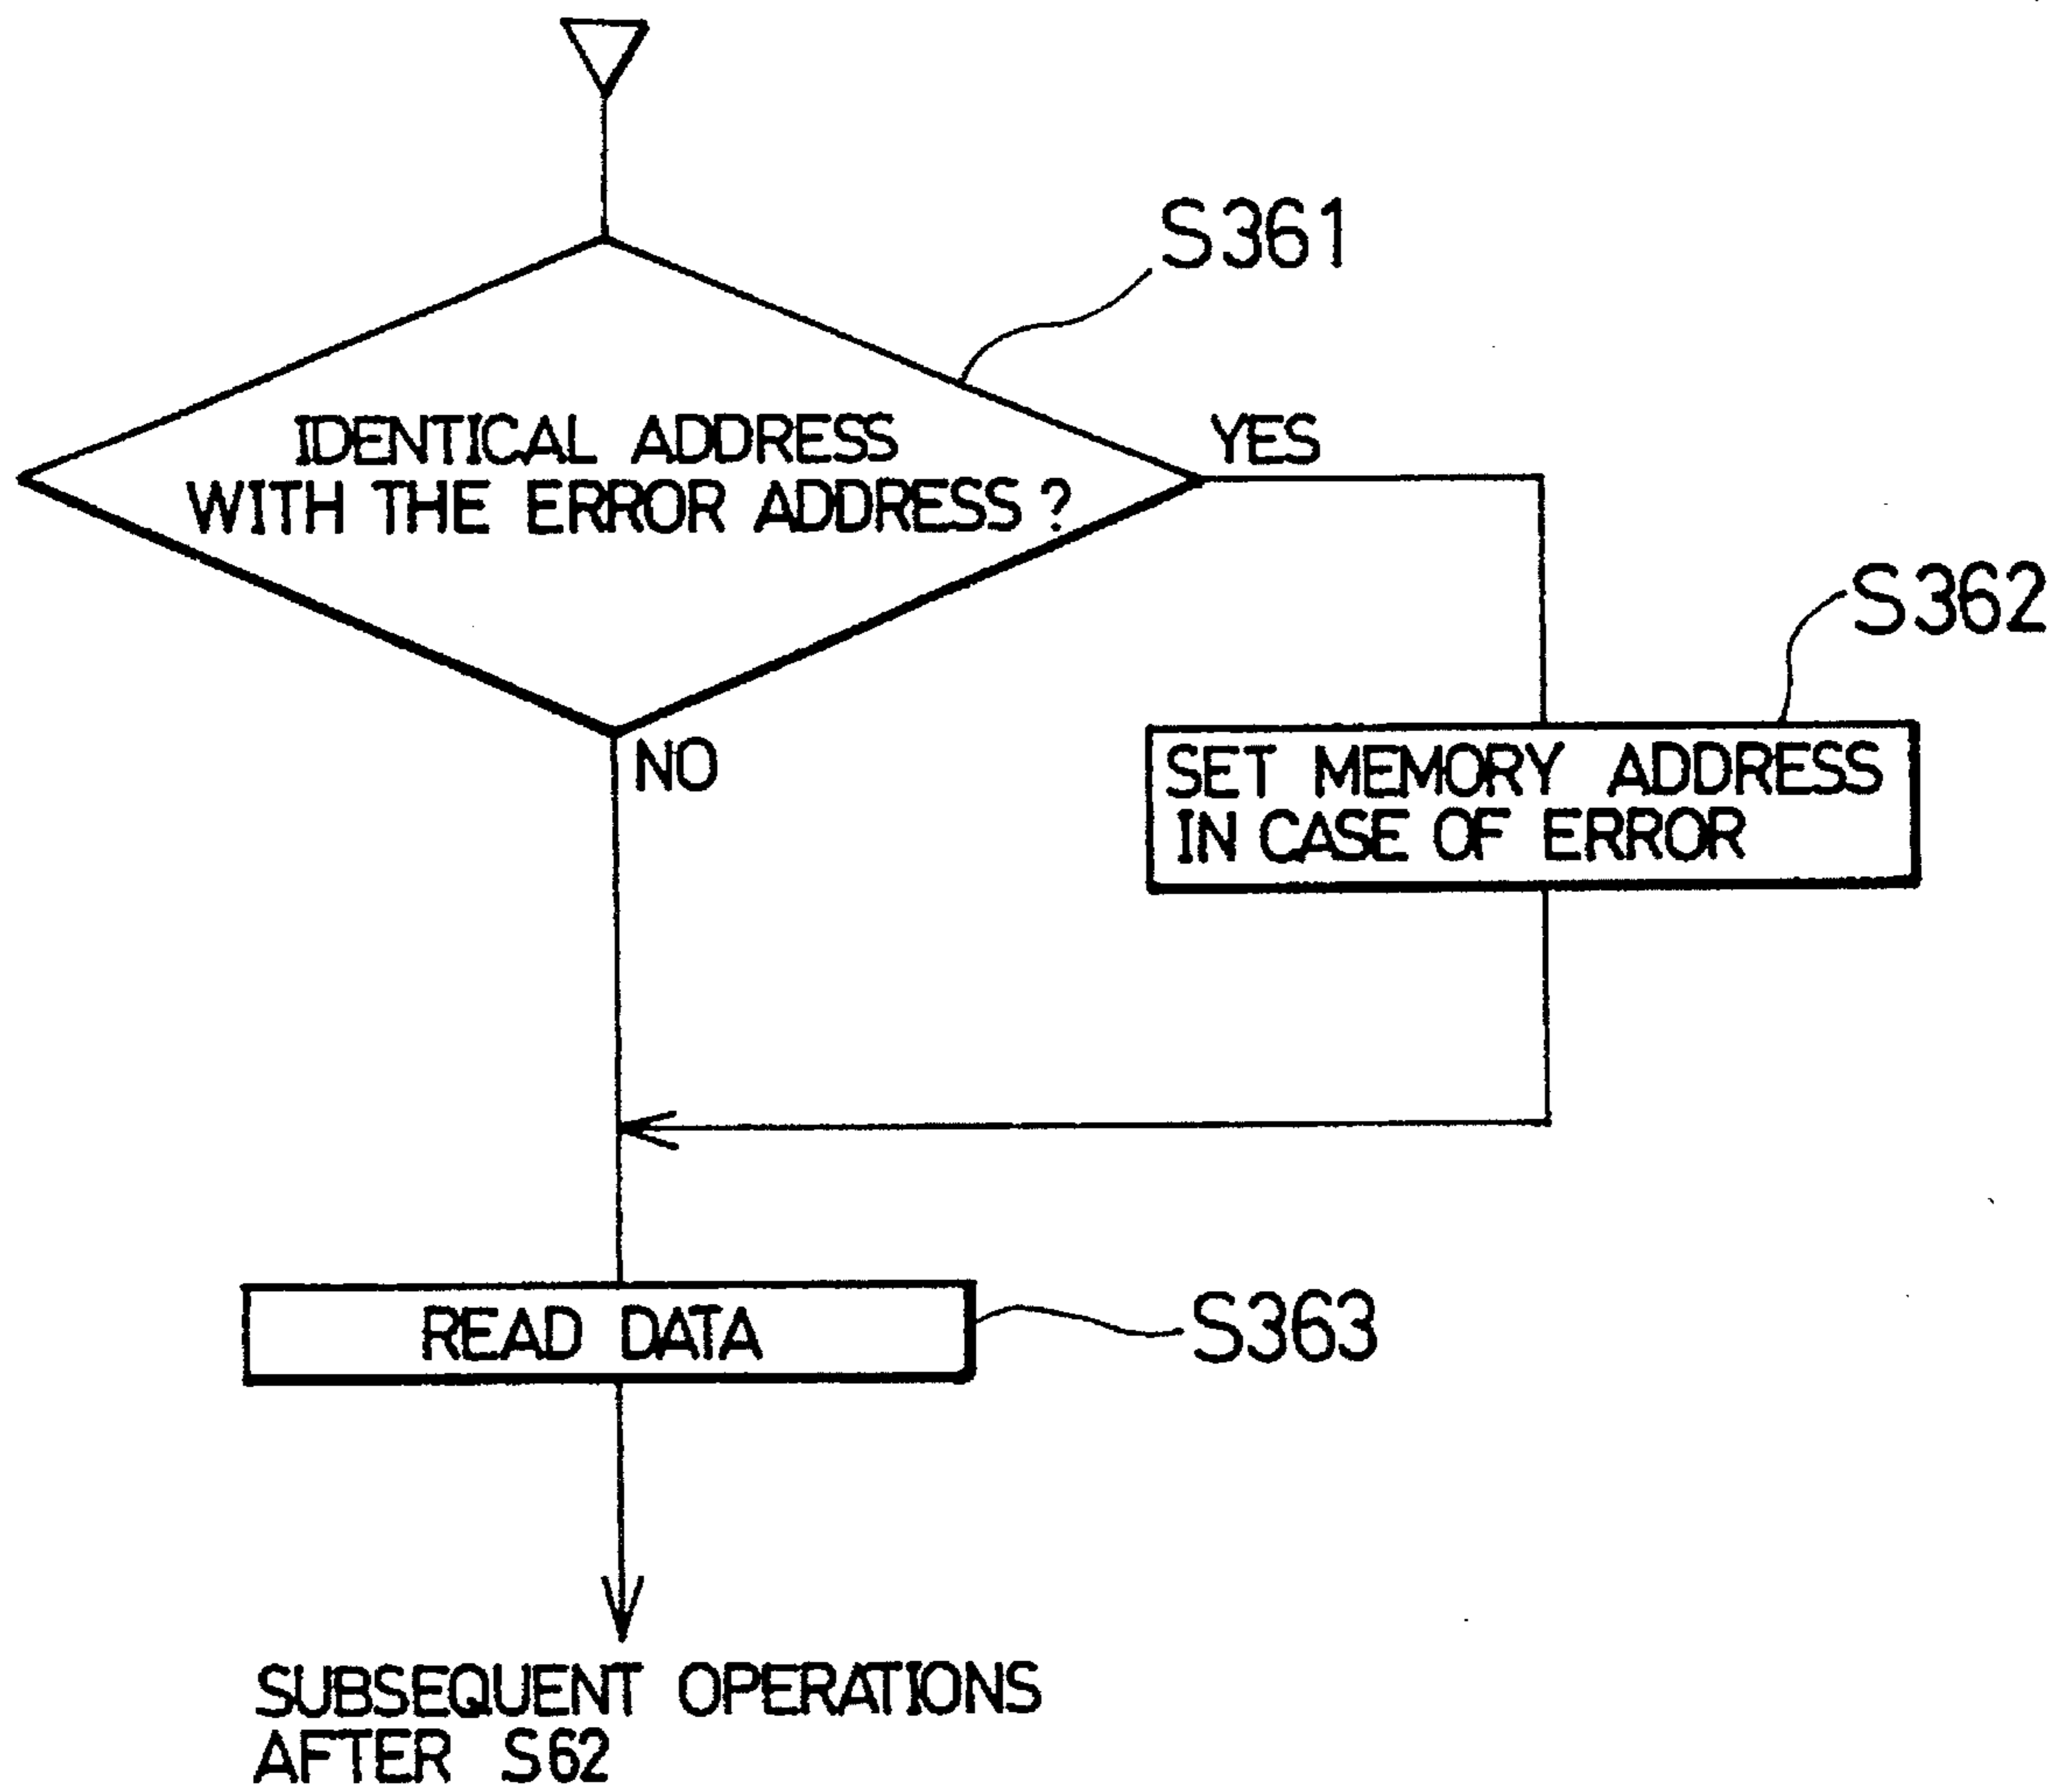 S361
IDENTICAL ADDRESS
WITH THE ERROR ADDRESS ?
YES
S362
NO
SET MEMORY ADDRESS
IN CASE OF ERROR
READ DATA
S363
SUBSEQUENT OPERATIONS
AFTER S62